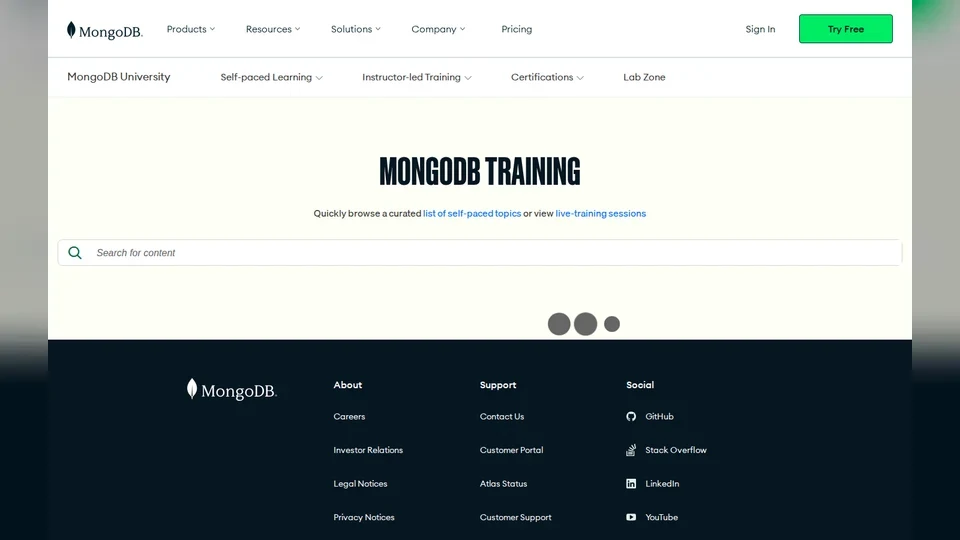 MongoDB.
Products
Resources
Solutions
Company
Pricing
Sign In
Try Free
MongoDB University
Self-paced Learning
Instructor-led Training
Certifications
Lab Zone
MONGODB TRAINING
Quickly browse a curated list of self-paced topics or view live-training sessions
Search for content
MongoDB.
About
Careers
Investor Relations
Legal Notices
Privacy Notices
Support
Contact Us
Customer Portal
Atlas Status
Customer Support
Social
GitHub
Stack Overflow
LinkedIn
YouTube